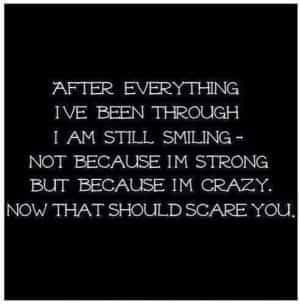 AFTER EVERYTHING
IVE BEEN THROUGH
I AM STILL SMILING -
NOT BECAUSE IM STRONG
BUT BECAUSE IM CRAZY.
NOW THAT SHOULD SCARE YOU.